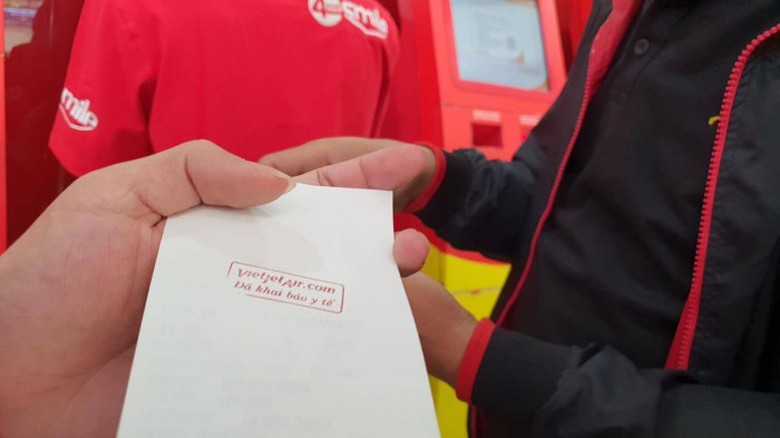 smile
smile
VietjetAir.com
Đã khai báo y tế